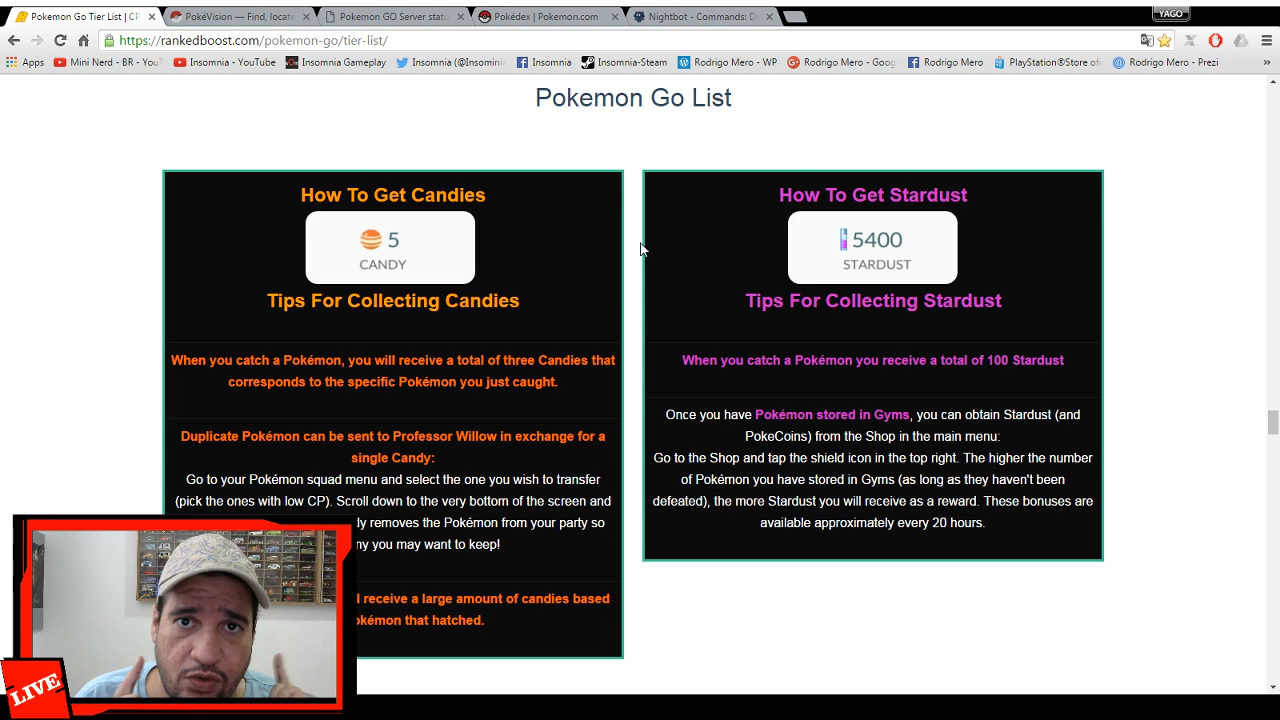 Pokemon Go Tier List | CP
PokéVision — Find, locate
Pokemon GO Server statu
Pokédex | Pokemon.com
Nightbot - Commands: De
YAGO
https://rankedboost.com/pokemon-go/tier-list/
Apps
Mini Nerd - BR - YouT
Insomnia - YouTube
Insomnia Gameplay
Insomnia (@Insomini
Insomnia
Insomnia-Steam
Rodrigo Mero - WP
Rodrigo Mero - Goog
Rodrigo Mero
PlayStation®Store of
Rodrigo Mero - Prezi
»
Pokemon Go List
How To Get Candies
5
CANDY
Tips For Collecting Candies
When you catch a Pokémon, you will receive a total of three Candies that
corresponds to the specific Pokémon you just caught.
Duplicate Pokémon can be sent to Professor Willow in exchange for a
single Candy:
Go to your Pokémon squad menu and select the one you wish to transfer
(pick the ones with low CP). Scroll down to the very bottom of the screen and
ly removes the Pokémon from your party so
ny you may want to keep!
l receive a large amount of candies based
okémon that hatched.
How To Get Stardust
5400
STARDUST
Tips For Collecting Stardust
When you catch a Pokémon you receive a total of 100 Stardust
Once you have Pokémon stored in Gyms, you can obtain Stardust (and
PokeCoins) from the Shop in the main menu:
Go to the Shop and tap the shield icon in the top right. The higher the number
of Pokémon you have stored in Gyms (as long as they haven't been
defeated), the more Stardust you will receive as a reward. These bonuses are
available approximately every 20 hours.
LIVE